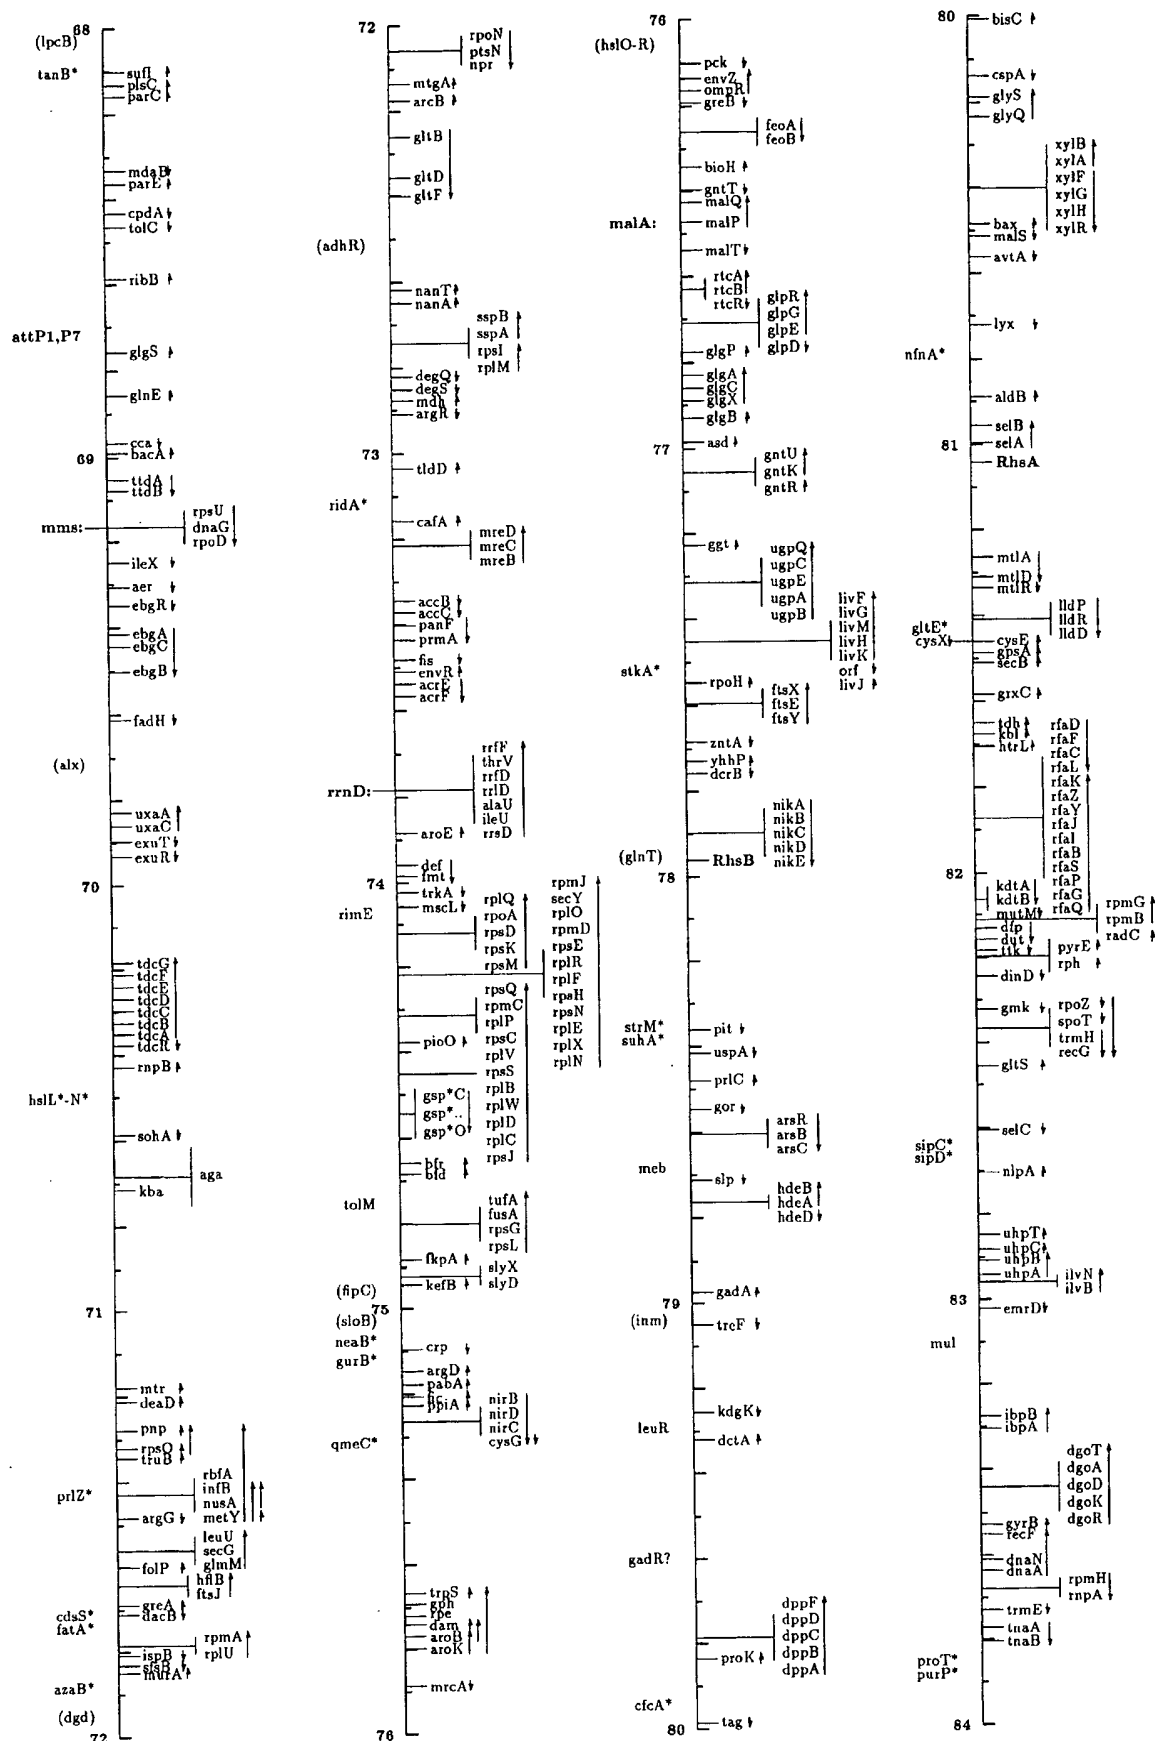 68
(lpcB)
tanB*
sufI
plsC
parC
mdaB
parE
cpdA
tolC
ribB
attP1,P7
glgS
glnE
cca
69
bacA
ttdA
ttdB
rpsU
mms:
dnaG
rpoD
ileX
aer
ebgR
ebgA
ebgC
ebgB
fadH
(alx)
uxaA
uxaC
exuT
exuR
70
tdcG
tdcF
tdcE
tdcD
tdcC
tdcB
tdcA
tdcR
rnpB
hslL*-N*
sohA
aga
kba
71
mtr
deaD
pnp
rpsO
truB
rbfA
infB
prlZ*
nusA
argG
metY
leuU
secG
folP
glmM
hflB
ftsJ
greA
cdsS*
dacB
fatA*
rpmA
ispB
rplU
sfsB
murA
azaB*
(dgd)
72
72
rpoN
ptsN
npr
mtgA
arcB
gltB
gltD
gltF
(adhR)
nanT
nanA
sspB
sspA
rpsI
rplM
degQ
degS
mdh
argR
73
tldD
ridA*
cafA
mreD
mreC
mreB
accB
accC
panF
prmA
fis
envR
acrE
acrF
rrfF
thrV
rrfD
rrnD:
rrlD
alaU
ileU
aroE
rrsD
def
fmt
74
trkA
mscL
rimE
rplQ
rpoA
rpsD
rpsK
rpsM
rpmJ
secY
rplO
rpmD
rpsE
rplR
rplF
rpsH
rpsN
rplE
rplX
rplN
rpsQ
rpmC
rplP
pioO
rpsC
rplV
rpsS
rplB
rplW
rplD
rplC
rpsJ
gsp*C
gsp*..
gsp*O
bfr
bfd
tolM
tufA
fusA
rpsG
rpsL
fkpA
slyX
kefB
slyD
(fipC)
75
(sloB)
neaB*
crp
gurB*
argD
pabA
fic
ppiA
nirB
nirD
nirC
qmeC*
cysG
trpS
gph
rpe
dam
aroB
aroK
mrcA
76
76
(hslO-R)
pck
envZ
ompR
greB
feoA
feoB
bioH
gntT
malQ
malA:
malP
malT
rtcA
rtcB
rtcR
glpR
glpG
glpE
glpD
glgP
glgA
glgC
glgX
glgB
77
asd
gntU
gntK
gntR
ggt
ugpQ
ugpC
ugpE
ugpA
ugpB
livF
livG
livM
livH
livK
orf
livJ
stkA*
rpoH
ftsX
ftsE
ftsY
zntA
yhhP
dcrB
nikA
nikB
nikC
nikD
nikE
(glnT)
RhsB
78
strM*
pit
suhA*
uspA
prlC
gor
arsR
arsB
arsC
meb
slp
hdeB
hdeA
hdeD
gadA
79
(inm)
treF
kdgK
leuR
dctA
gadR?
dppF
dppD
dppC
dppB
dppA
proK
cfcA*
80
tag
80
bisC
cspA
glyS
glyQ
xylB
xylA
xylF
xylG
xylH
xylR
bax
malS
avtA
lyx
nfnA*
aldB
selB
81
selA
RhsA
mtlA
mtlD
mtlR
lldP
lldR
lldD
gltE*
cysX
cysE
gpsA
secB
grxC
tdh
kbl
htrL
rfaD
rfaF
rfaC
rfaL
rfaK
rfaZ
rfaY
rfaJ
rfaI
rfaB
rfaS
rfaP
rfaG
rfaQ
82
kdtA
kdtB
mutM
rpmG
rpmB
radC
dfp
dut
ttk
pyrE
rph
dinD
gmk
rpoZ
spoT
trmH
recG
gltS
selC
sipC*
sipD*
nlpA
uhpT
uhpC
uhpB
uhpA
ilvN
ilvB
83
emrD
mul
ibpB
ibpA
dgoT
dgoA
dgoD
dgoK
dgoR
gyrB
recF
dnaN
dnaA
rpmH
rnpA
trmE
tnaA
tnaB
proT*
purP*
84